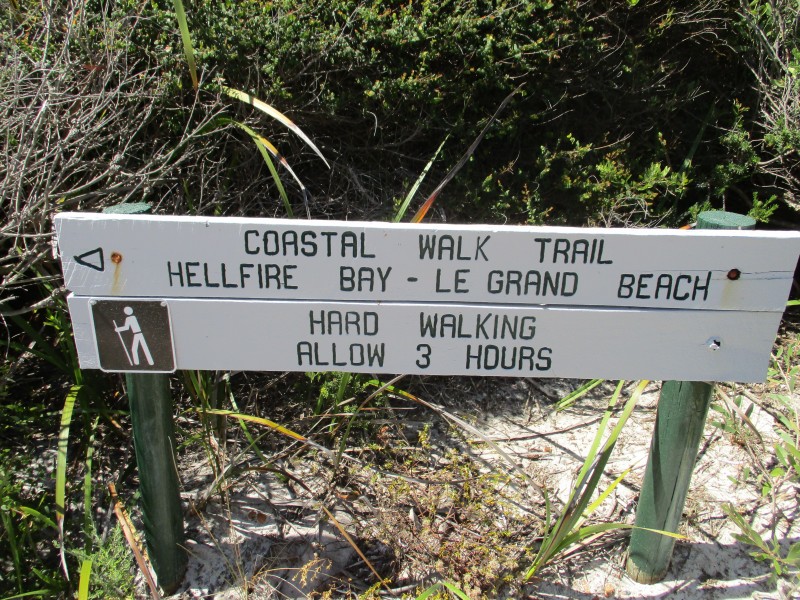 COASTAL WALK TRAIL
HELLFIRE BAY - LE GRAND BEACH
HARD WALKING
ALLOW 3 HOURS